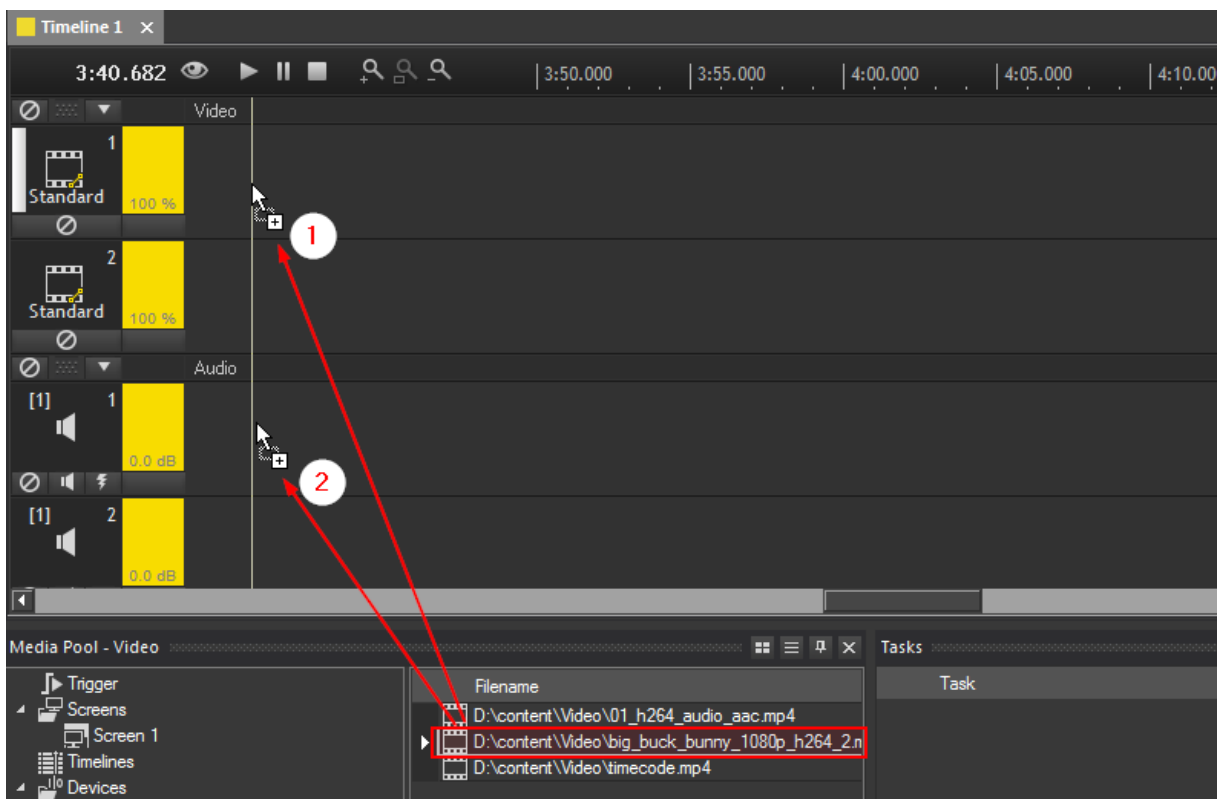 Timeline 1
3:40.682
3:50.000 3:55.000 4:00.000 4:05.000 4:10.00
Video
1
Standard
100 %
1
2
Standard
100 %
Audio
[1] 1
0.0 dB
2
[1] 2
0.0 dB
Media Pool - Video
Tasks
Trigger
Screens
Screen 1
Timelines
Devices
Filename
D:\content\Video\01_h264_audio_aac.mp4
D:\content\Video\big_buck_bunny_1080p_h264_2.n
D:\content\Video\timecode.mp4
Task